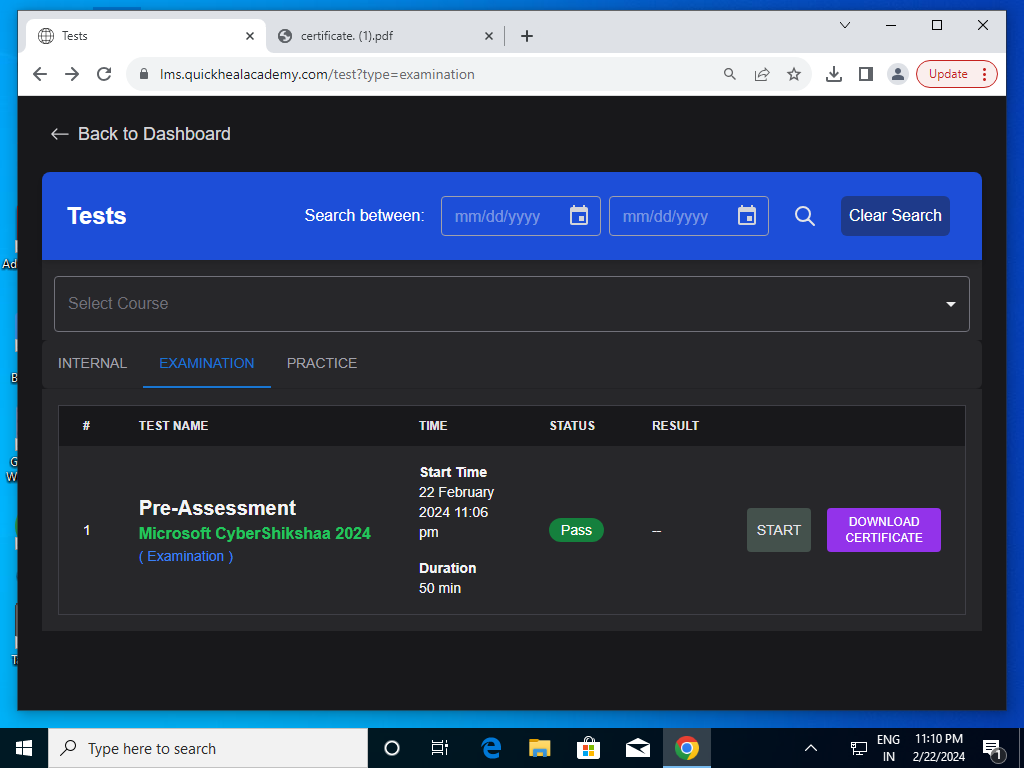 Tests
certificate. (1).pdf
lms.quickhealacademy.com/test?type=examination
Update
Back to Dashboard
Tests
Search between:
mm/dd/yyyy
mm/dd/yyyy
Clear Search
Select Course
INTERNAL
EXAMINATION
PRACTICE
# TEST NAME TIME STATUS RESULT
1
Pre-Assessment
Microsoft CyberShikshaa 2024
( Examination )
Start Time
22 February
2024 11:06
pm
Duration
50 min
Pass
--
START
DOWNLOAD
CERTIFICATE
Ad
B
G
W
T
Type here to search
ENG
IN
11:10 PM
2/22/2024
1